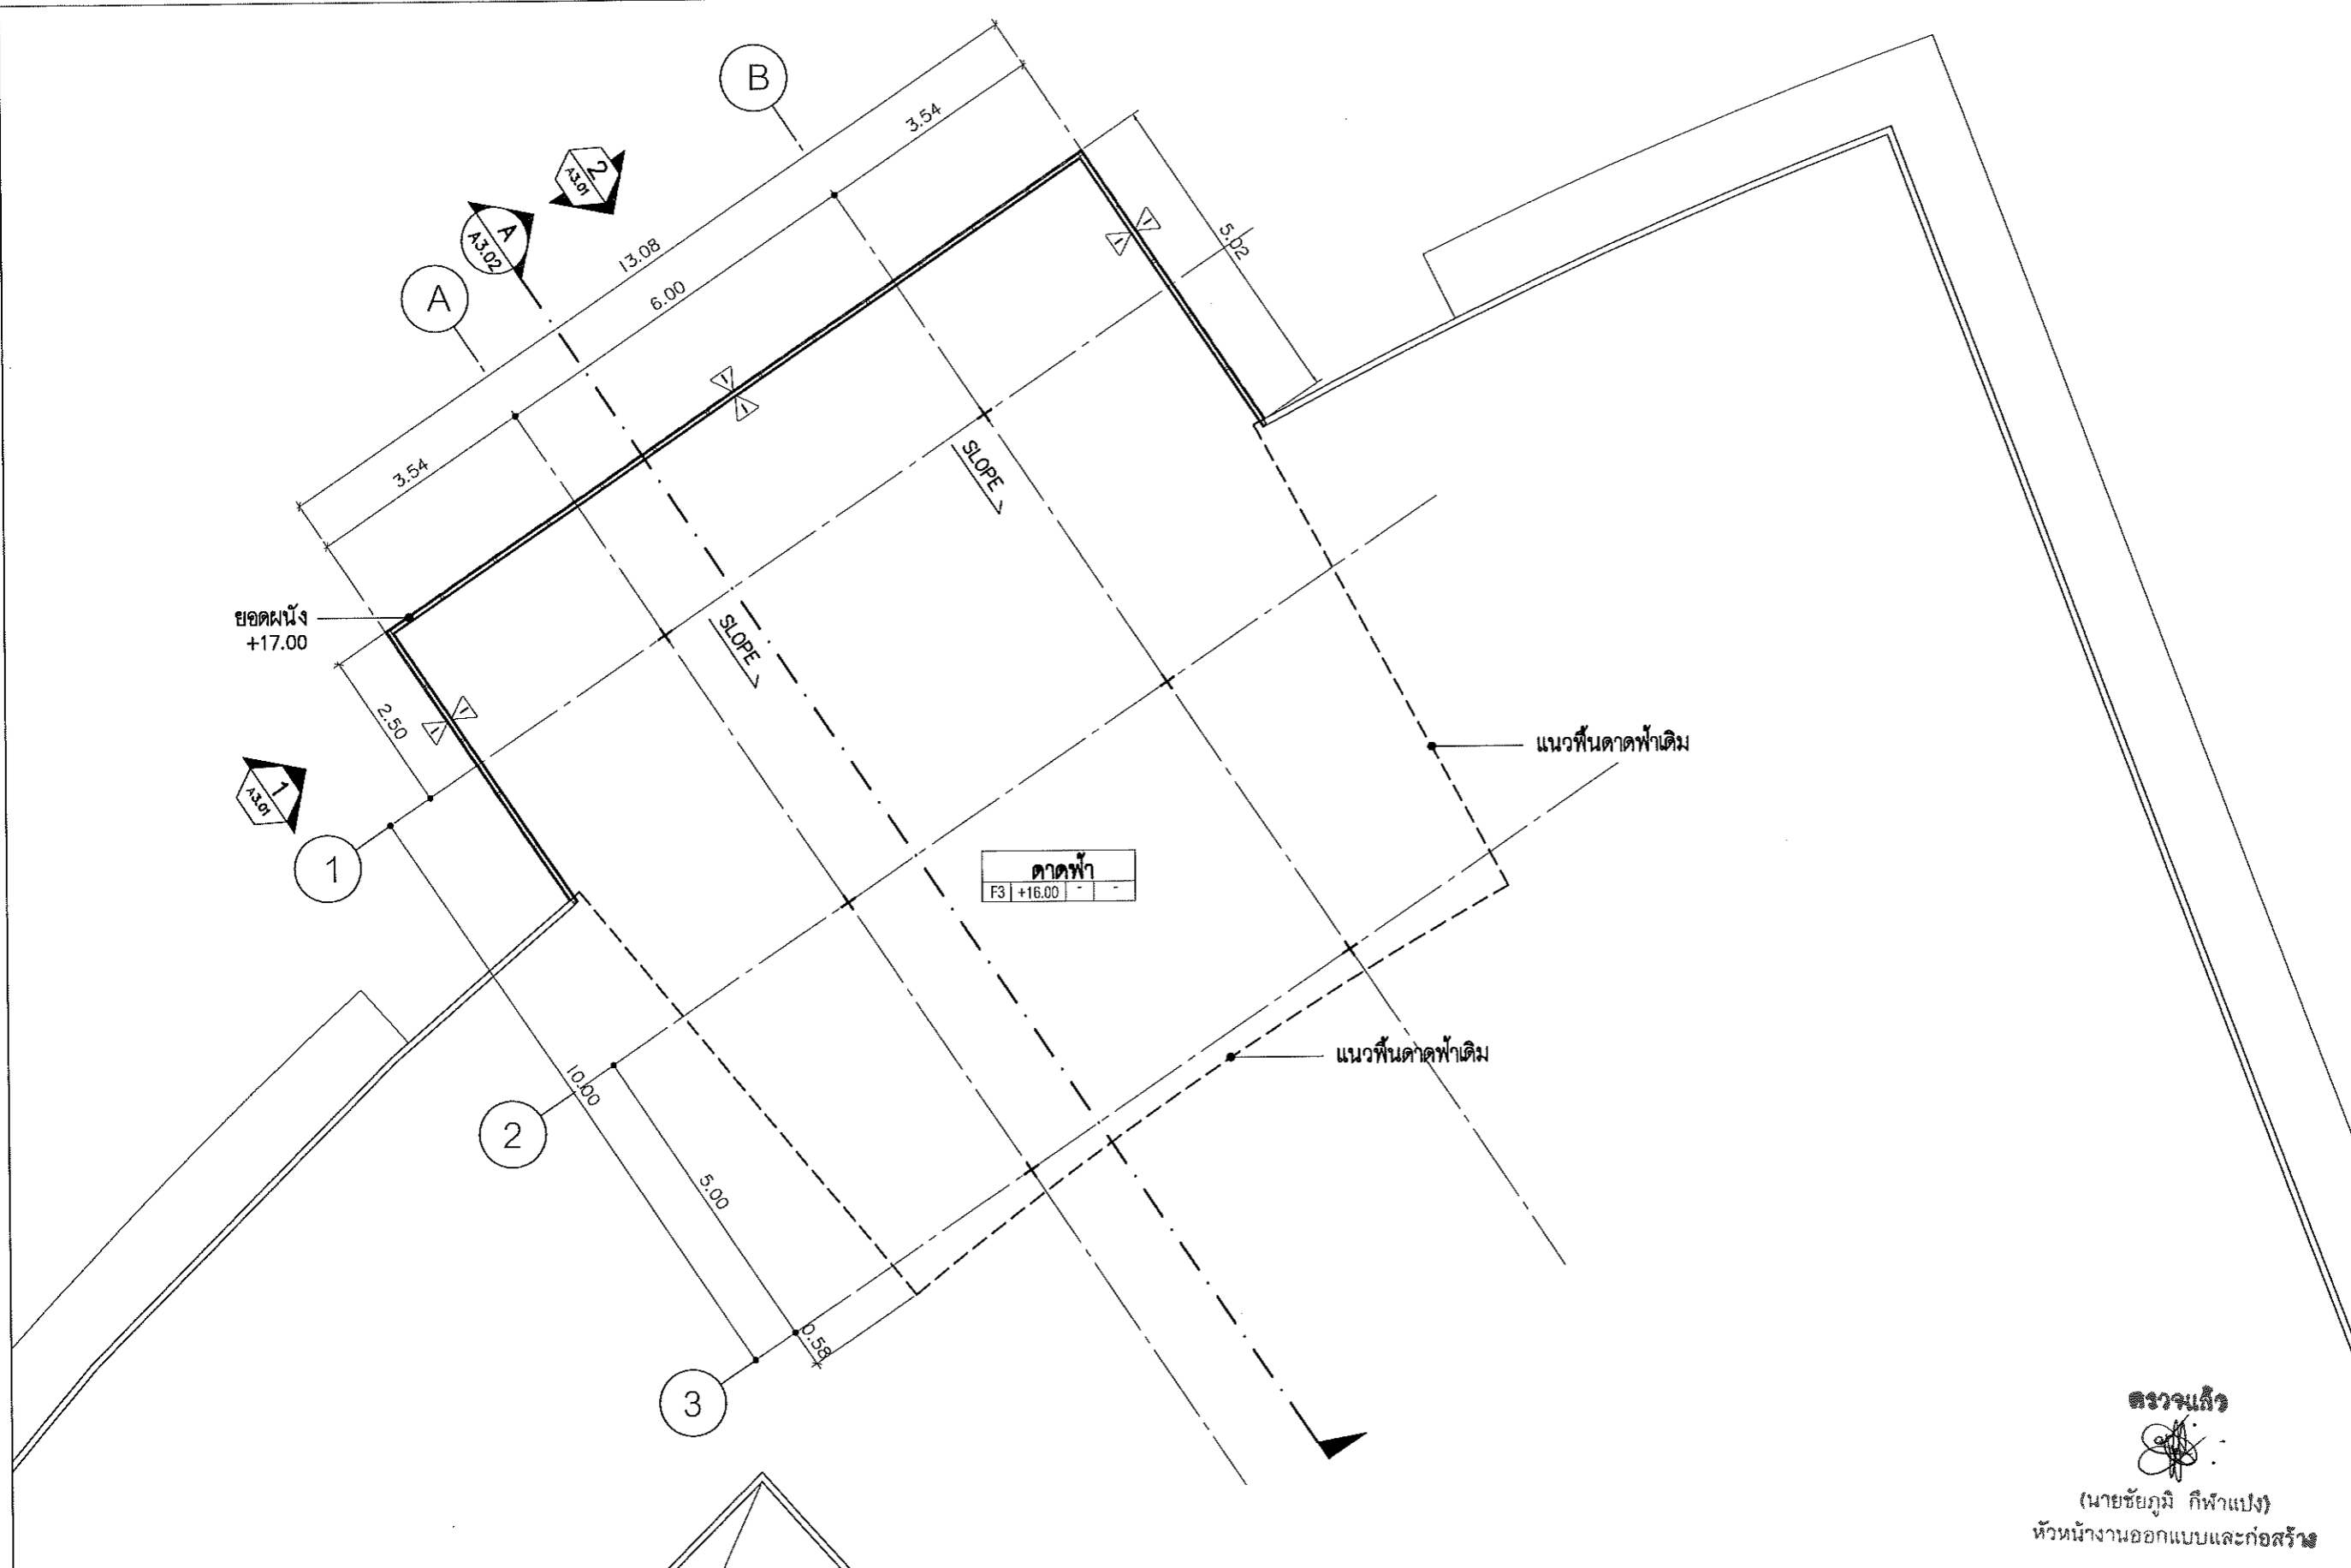 B
3.54
2
A3.01
A
A3.02
13.08
5.02
A
6.00
1
1
1
1
3.54
SLOPE
ยอดผนัง
+17.00
SLOPE
2.50
1
1
แนวพื้นดาดฟ้าเดิม
1
A3.01
1
ดาดฟ้า
F3 +16.00 - -
แนวพื้นดาดฟ้าเดิม
10.00
2
5.00
0.58
3
ตรวจแล้ว
(นายชัยภูมิ กีฬาแปง)
หัวหน้างานออกแบบและก่อสร้าง